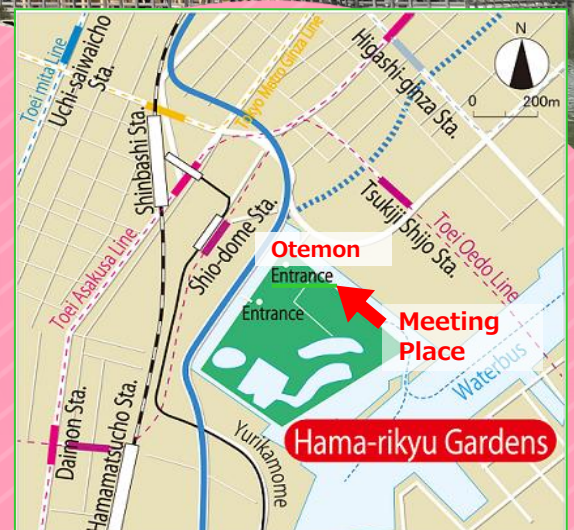 N
0 200m
Toei mita Line
Uchi-saiwaicho
Sta.
Tokyo Metro Ginza Line
Higashi-ginza Sta.
Shinbashi Sta.
Toei Asakusa Line
Shio-dome Sta.
Tsukiji Shijo Sta.
Toei Oedo Line
Otemon
Entrance
Entrance
Meeting
Place
Waterbus
Daimon Sta.
Hamamatsucho Sta.
Yurikamome
Hama-rikyu Gardens